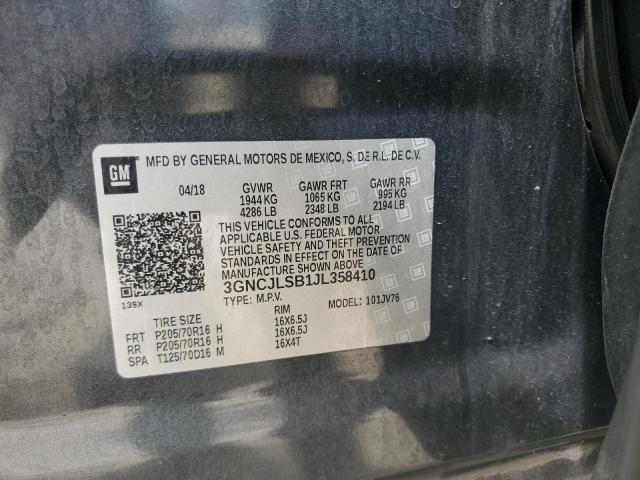 GM
MFD BY GENERAL MOTORS DE MEXICO, S. DE R.L. DE C.V.
04/18 GVWR GAWR FRT GAWR RR
1944 KG 1065 KG 995 KG
4286 LB 2348 LB 2194 LB
THIS VEHICLE CONFORMS TO ALL
APPLICABLE U.S. FEDERAL MOTOR
VEHICLE SAFETY AND THEFT PREVENTION
STANDARDS IN EFFECT ON THE DATE OF
MANUFACTURE SHOWN ABOVE.
139X 3GNCJLSB1JL358410
TYPE: M.P.V. MODEL: 101JV76
TIRE SIZE RIM
FRT P205/70R16 H 16X6.5J
RR P205/70R16 H 16X6.5J
SPA T125/70D16 M 16X4T